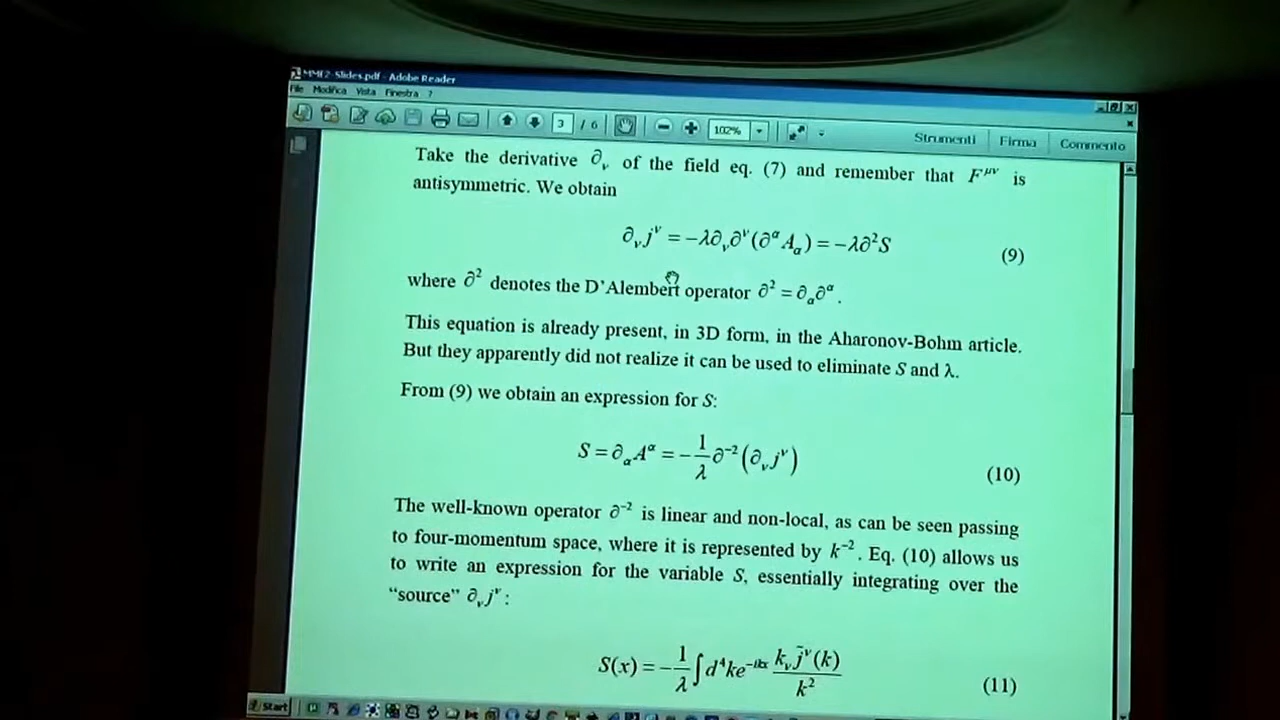 MMF2-Slides.pdf - Adobe Reader
File Modifica Vista Finestra ?
3 / 6 102% Strumenti Firma Commento
Take the derivative ∂ᵥ of the field eq. (7) and remember that F^μν is
antisymmetric. We obtain
∂_ν j^ν = −λ∂_ν ∂^ν (∂^α A_α) = −λ∂²S (9)
where ∂² denotes the D’Alembert operator ∂² = ∂_α ∂^α .
This equation is already present, in 3D form, in the Aharonov-Bohm article.
But they apparently did not realize it can be used to eliminate S and λ.
From (9) we obtain an expression for S:
S = ∂_α A^α = −1/λ ∂⁻² (∂_ν j^ν) (10)
The well-known operator ∂⁻² is linear and non-local, as can be seen passing
to four-momentum space, where it is represented by k⁻². Eq. (10) allows us
to write an expression for the variable S, essentially integrating over the
“source” ∂_ν j^ν :
S(x) = −1/λ ∫ d⁴k e^{−ikx} k_ν j̃^ν(k) / k² (11)
Start